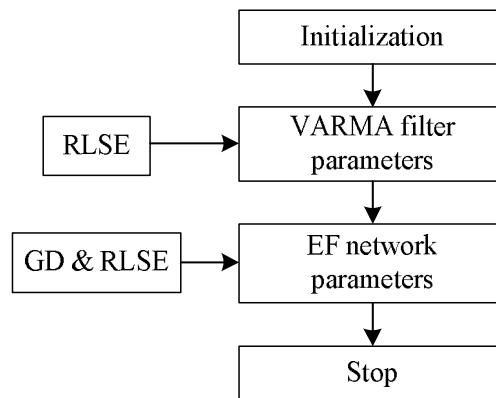 Initialization
RLSE
VARMA filter
parameters
GD & RLSE
EF network
parameters
Stop